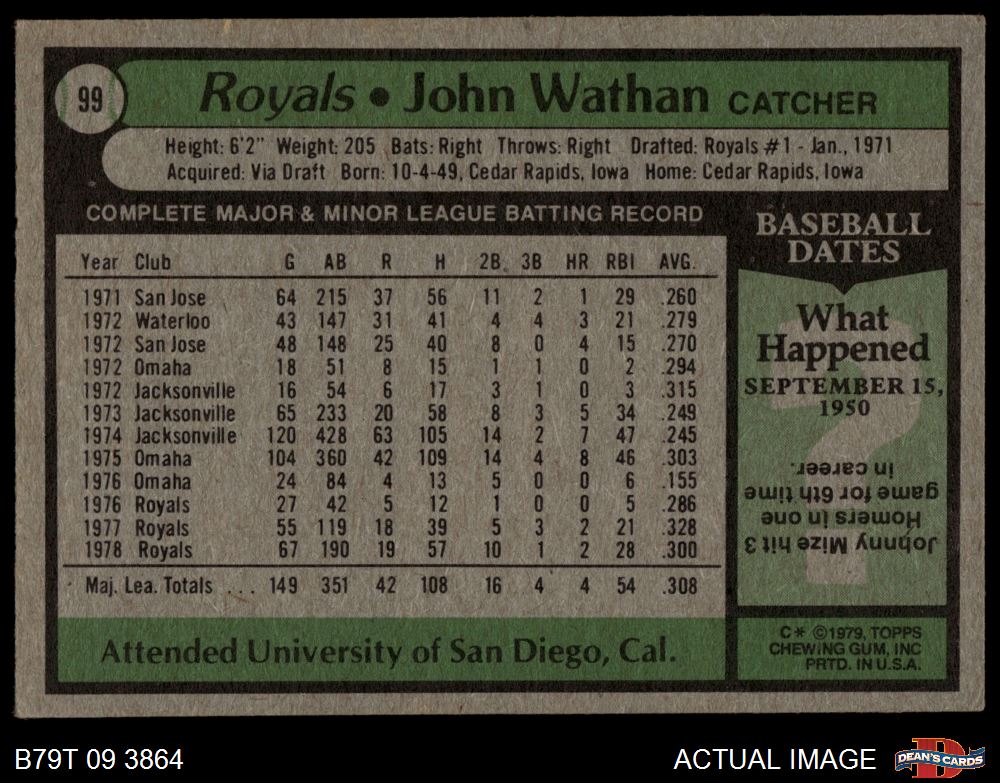 99
Royals • John Wathan CATCHER
Height: 6'2" Weight: 205 Bats: Right Throws: Right Drafted: Royals #1 - Jan., 1971
Acquired: Via Draft Born: 10-4-49, Cedar Rapids, Iowa Home: Cedar Rapids, Iowa
COMPLETE MAJOR & MINOR LEAGUE BATTING RECORD
Year Club G AB R H 2B. 3B HR RBI AVG.
1971 San Jose 64 215 37 56 11 2 1 29 .260
1972 Waterloo 43 147 31 41 4 4 3 21 .279
1972 San Jose 48 148 25 40 8 0 4 15 .270
1972 Omaha 18 51 8 15 1 1 0 2 .294
1972 Jacksonville 16 54 6 17 3 1 0 3 .315
1973 Jacksonville 65 233 20 58 8 3 5 34 .249
1974 Jacksonville 120 428 63 105 14 2 7 47 .245
1975 Omaha 104 360 42 109 14 4 8 46 .303
1976 Omaha 24 84 4 13 5 0 0 6 .155
1976 Royals 27 42 5 12 1 0 0 5 .286
1977 Royals 55 119 18 39 5 3 2 21 .328
1978 Royals 67 190 19 57 10 1 2 28 .300
Maj. Lea. Totals ... 149 351 42 108 16 4 4 54 .308
Attended University of San Diego, Cal.
BASEBALL
DATES
What
Happened
SEPTEMBER 15,
1950
Johnny Mize hit 3
Homers in one
game for 6th time
in career.
C* ©1979, TOPPS
CHEWING GUM, INC
PRTD. IN U.S.A.
B79T 09 3864
ACTUAL IMAGE
D
DEAN'S CARDS